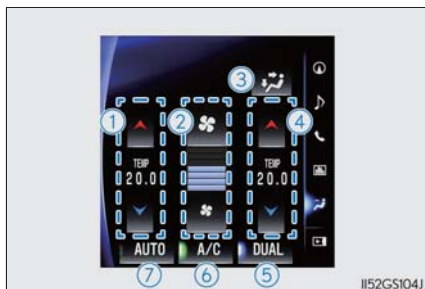 3
1
2
4
TEMP
20.0
TEMP
20.0
AUTO
A/C
DUAL
7
6
5
II52GS104J